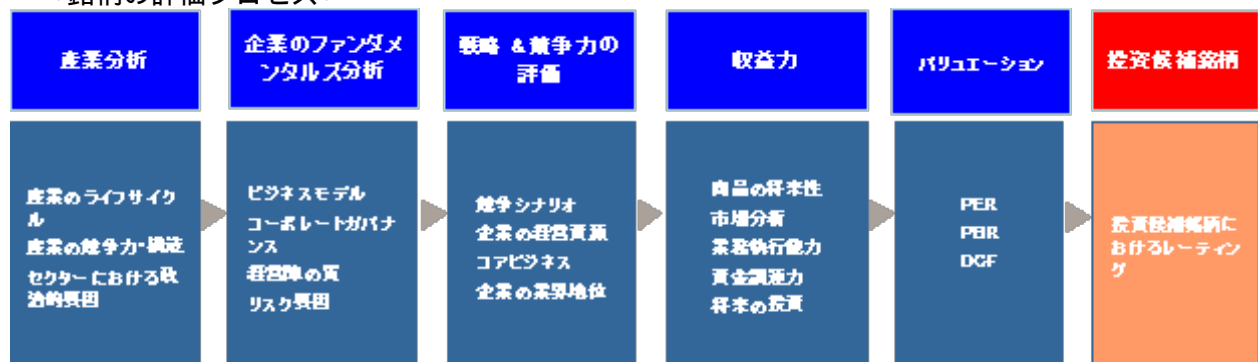 銘柄の評価プロセス
産業分析
企業のファンダメ
ンタルズ分析
戦略 & 競争力の
評価
収益力
バリュエーション
投資候補銘柄
産業のライフサイク
ル
産業の競争力・構造
セクターにおける政
治的要因
ビジネスモデル
コーポレートガバナ
ンス
経営陣の質
リスク要因
競争シナリオ
企業の経営資源
コアビジネス
企業の業界地位
商品の将来性
市場分析
業務執行能力
資金調達力
将来の投資
PER
PBR
DCF
投資候補銘柄に
おけるレーティン
グ